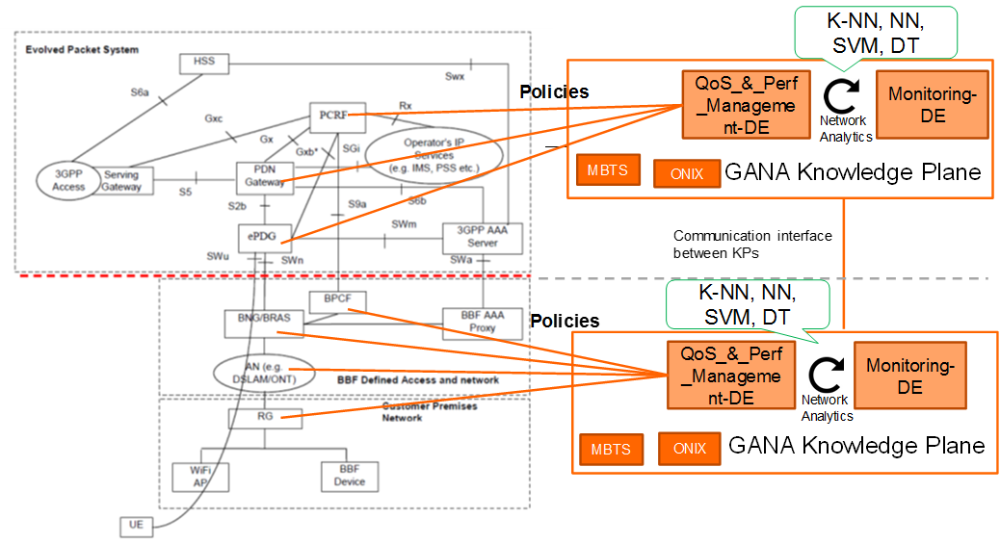 Evolved Packet System
HSS
Swx
S6a
Gxc
PCRF
Rx
Gx
Gxb*
SGi
Operator's IP
Services
(e.g. IMS, PSS etc.)
3GPP
Access
Serving
Gateway
PDN
Gateway
S5
S2b
S9a
S6b
ePDG
SWm
3GPP AAA
Server
SWu
SWn
SWa
BPCF
BNG/BRAS
BBF AAA
Proxy
AN (e.g.
DSLAM/ONT)
BBF Defined Access and network
Customer Premises
Network
RG
WiFi
AP
BBF
Device
UE
Policies
K-NN, NN,
SVM, DT
QoS_&_Perf
_Manageme
nt-DE
Network
Analytics
Monitoring-
DE
MBTS
ONIX
GANA Knowledge Plane
Communication interface
between KPs
Policies
K-NN, NN,
SVM, DT
QoS_&_Perf
_Manageme
nt-DE
Network
Analytics
Monitoring-
DE
MBTS
ONIX
GANA Knowledge Plane